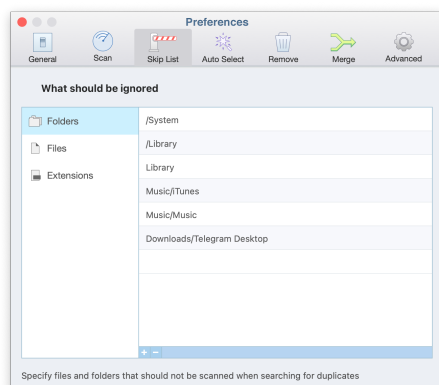 Preferences
General
Scan
Skip List
Auto Select
Remove
Merge
Advanced
What should be ignored
Folders
Files
Extensions
/System
/Library
Library
Music/iTunes
Music/Music
Downloads/Telegram Desktop
+ −
Specify files and folders that should not be scanned when searching for duplicates